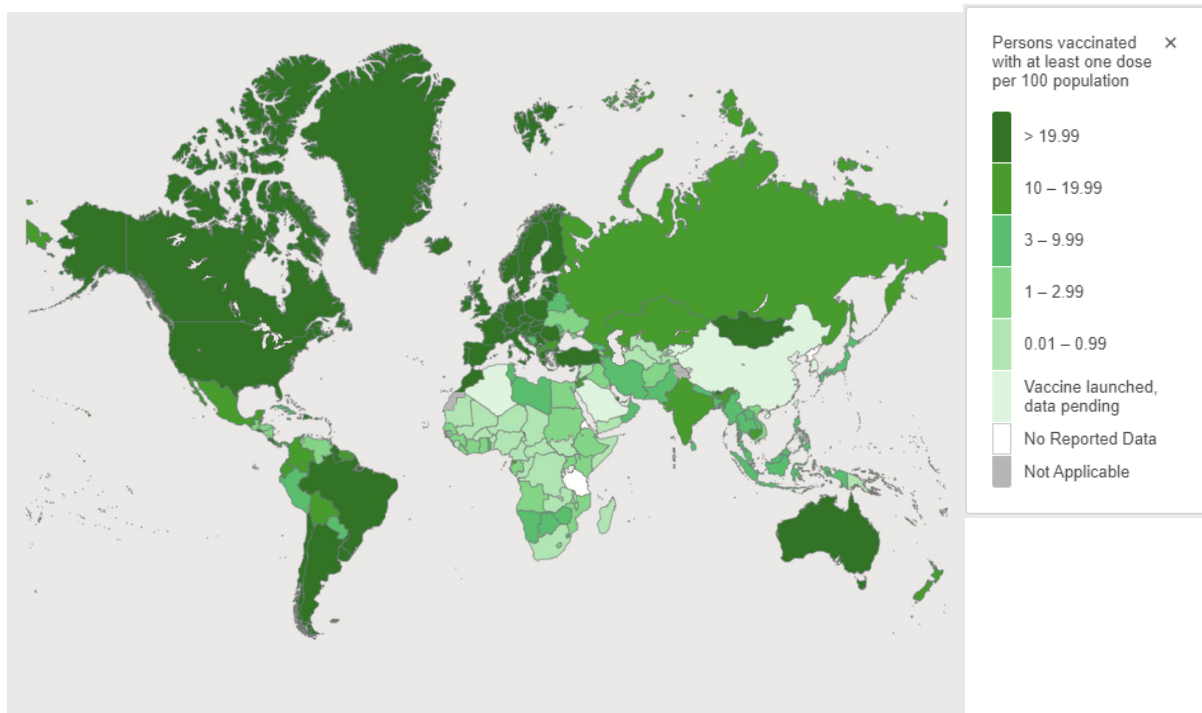 Persons vaccinated
with at least one dose
per 100 population
> 19.99
10 – 19.99
3 – 9.99
1 – 2.99
0.01 – 0.99
Vaccine launched,
data pending
No Reported Data
Not Applicable